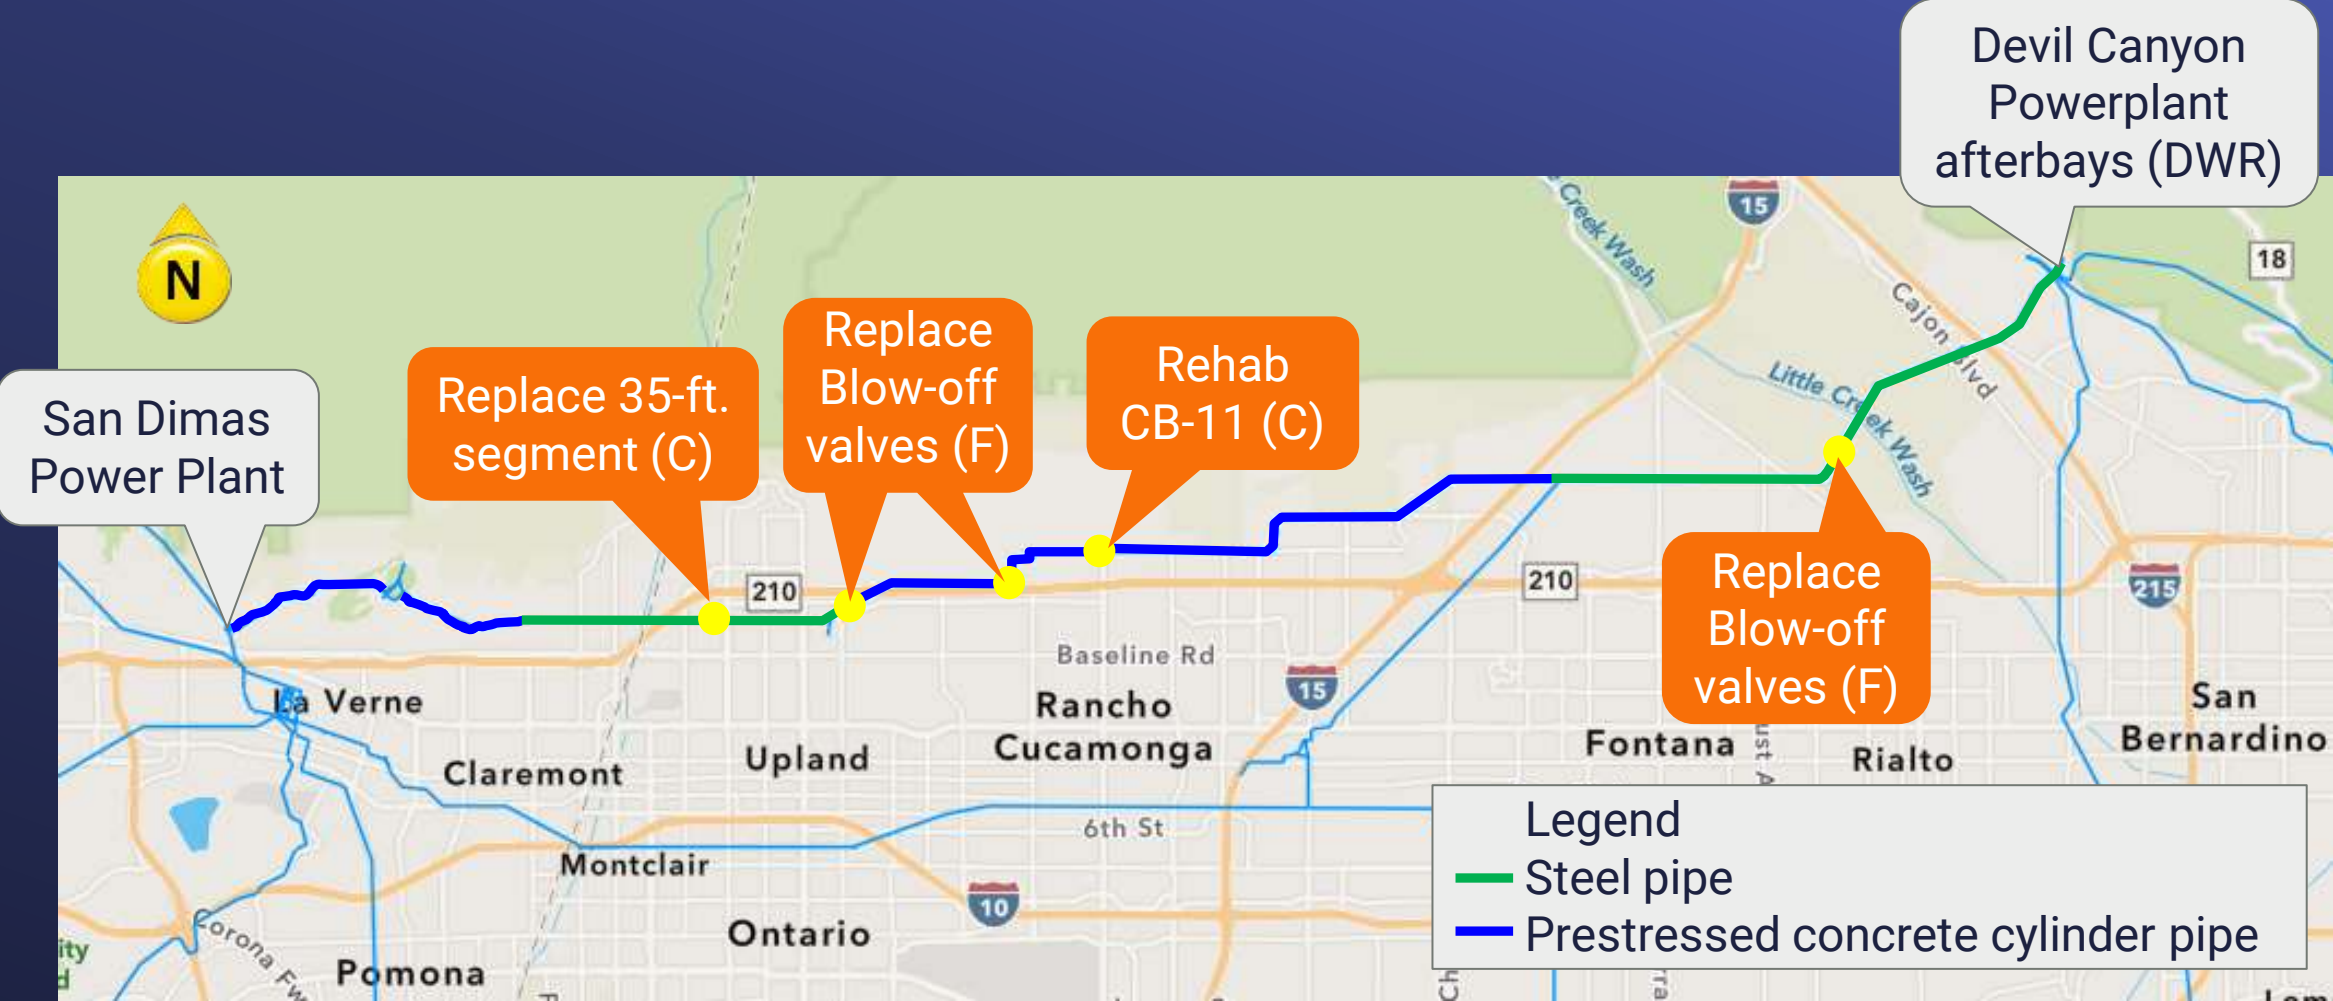 Devil Canyon
Powerplant
afterbays (DWR)
15
Creek Wash
18
N
Cajon Blvd
Replace
Blow-off
valves (F)
Rehab
CB-11 (C)
Replace 35-ft.
segment (C)
San Dimas
Power Plant
Little Creek Wash
210
210
215
Replace
Blow-off
valves (F)
Baseline Rd
15
La Verne
Rancho
Cucamonga
San
Bernardino
Upland
Claremont
Fontana
Rialto
6th St
Montclair
10
Ontario
Pomona
Legend
Steel pipe
Prestressed concrete cylinder pipe